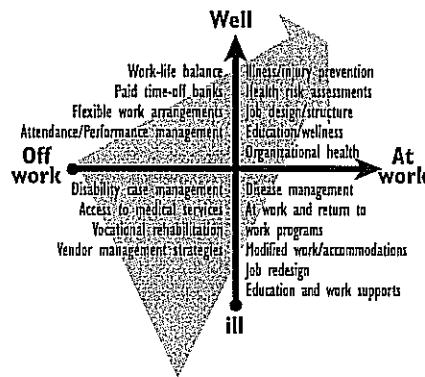 Well
Work-life balance
Paid time-off banks
Flexible work arrangements
Attendance/Performance management
Illness/injury prevention
Health risk assessments
Job design/structure
Education/wellness
Organizational health
Off
work
At
work
Disability case management
Access to medical services
Vocational rehabilitation
Vendor management strategies
Disease management
At work and return to
work programs
Modified work/accommodations
Job redesign
Education and work supports
ill